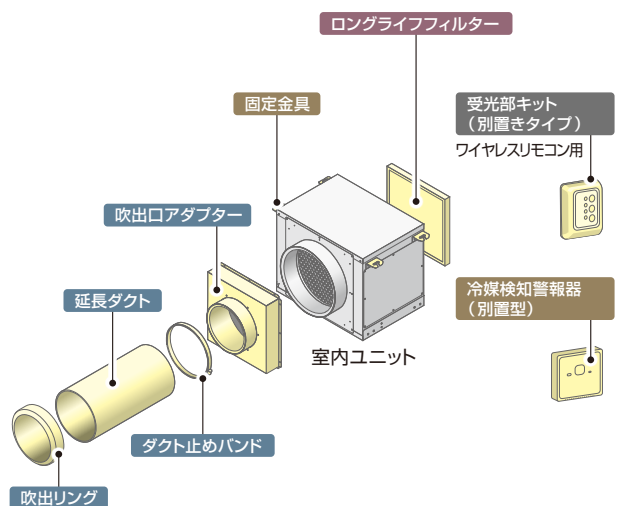 ロングライフフィルター
固定金具
受光部キット
（別置きタイプ）
ワイヤレスリモコン用
吹出口アダプター
延長ダクト
冷媒検知警報器
（別置型）
室内ユニット
ダクト止めバンド
吹出リング